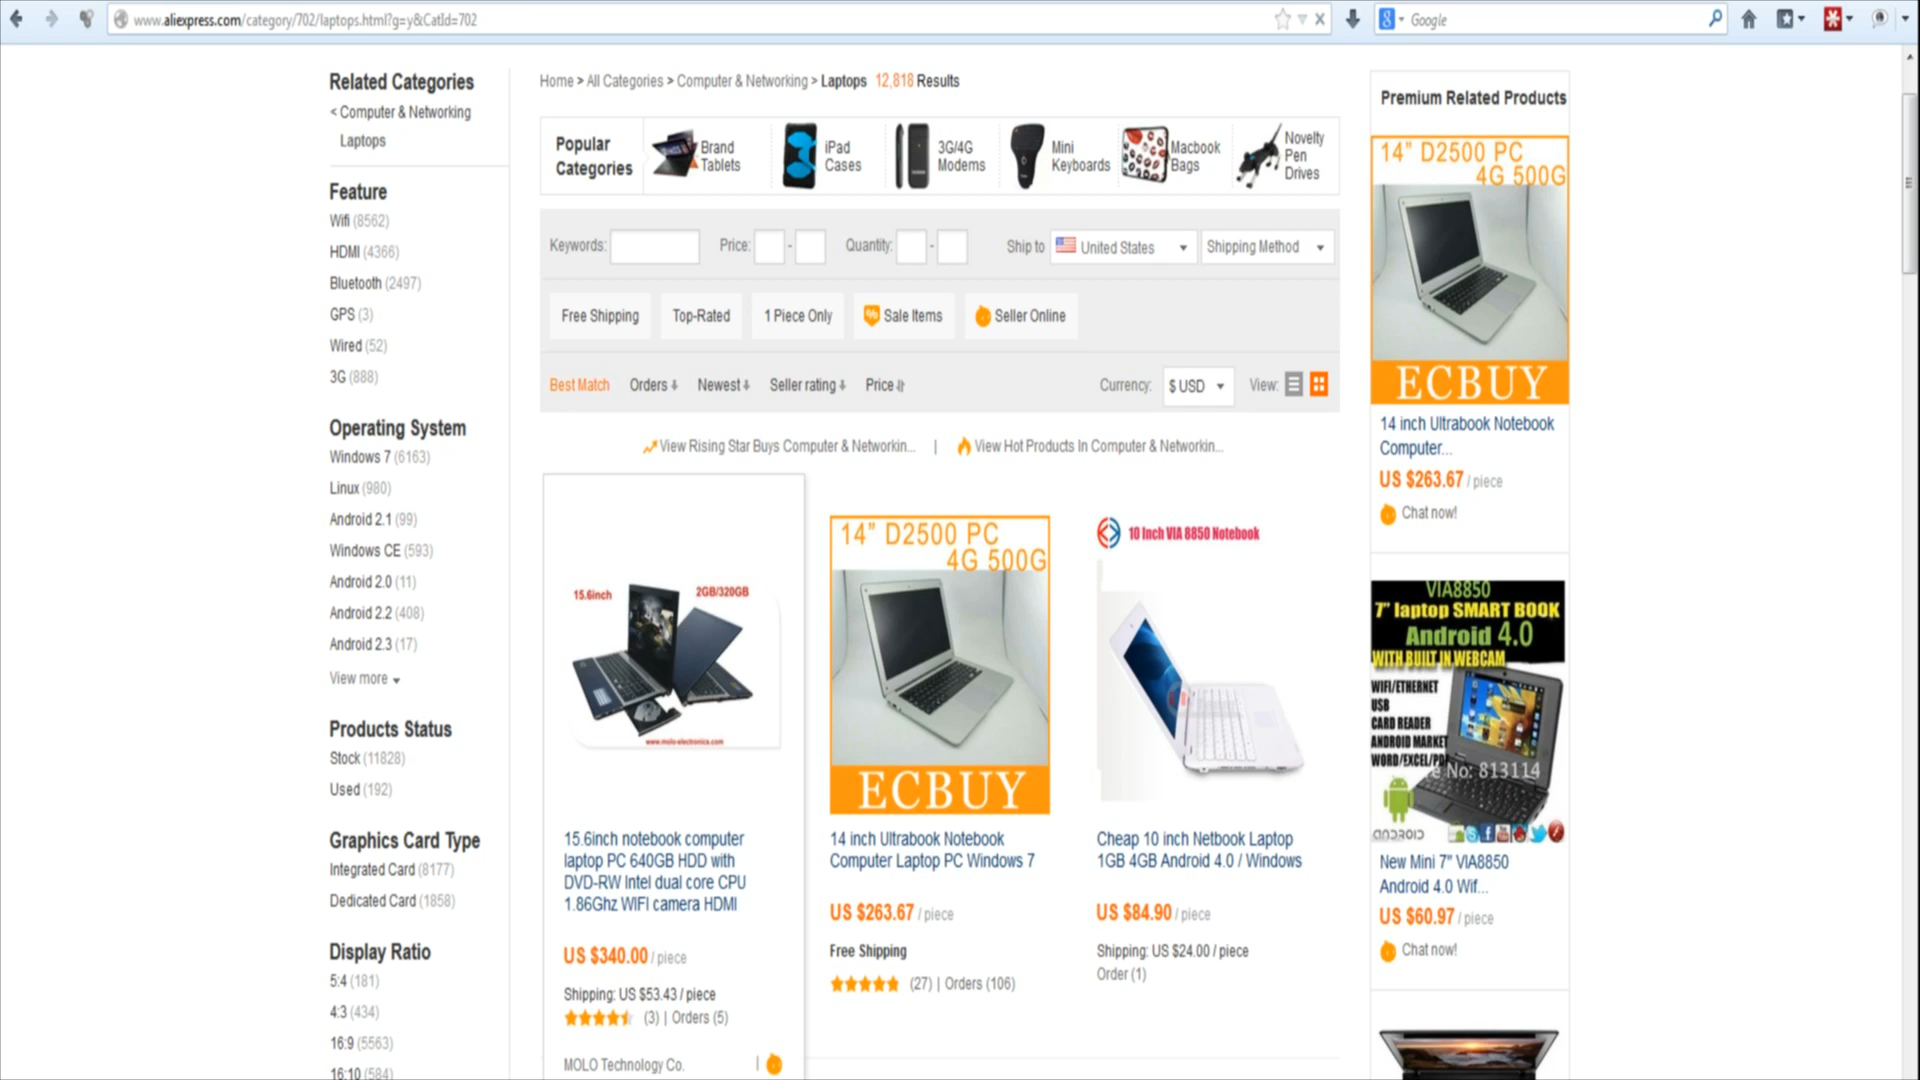 www.aliexpress.com/category/702/laptops.html?g=y&CatId=702
Google
Related Categories
< Computer & Networking
Laptops
Feature
Wifi (8562)
HDMI (4366)
Bluetooth (2497)
GPS (3)
Wired (52)
3G (888)
Operating System
Windows 7 (6163)
Linux (980)
Android 2.1 (99)
Windows CE (593)
Android 2.0 (11)
Android 2.2 (408)
Android 2.3 (17)
View more
Products Status
Stock (11828)
Used (192)
Graphics Card Type
Integrated Card (8177)
Dedicated Card (1858)
Display Ratio
5:4 (181)
4:3 (434)
16:9 (5563)
16:10 (584)
Home > All Categories > Computer & Networking > Laptops 12,818 Results
Popular Categories
Brand Tablets
iPad Cases
3G/4G Modems
Mini Keyboards
Macbook Bags
Novelty Pen Drives
Keywords: Price: - Quantity: - Ship to United States Shipping Method
Free Shipping Top-Rated 1 Piece Only % Sale Items Seller Online
Best Match Orders Newest Seller rating Price Currency: $ USD View:
View Rising Star Buys Computer & Networkin... | View Hot Products In Computer & Networkin...
15.6inch 2GB/320GB
www.molo-electronics.com
15.6inch notebook computer
laptop PC 640GB HDD with
DVD-RW Intel dual core CPU
1.86Ghz WIFI camera HDMI
US $340.00 / piece
Shipping: US $53.43 / piece
(3) | Orders (5)
MOLO Technology Co. |
14” D2500 PC
4G 500G
ECBUY
14 inch Ultrabook Notebook
Computer Laptop PC Windows 7
US $263.67 / piece
Free Shipping
(27) | Orders (106)
10 Inch VIA 8850 Notebook
Cheap 10 inch Netbook Laptop
1GB 4GB Android 4.0 / Windows
US $84.90 / piece
Shipping: US $24.00 / piece
Order (1)
Premium Related Products
14” D2500 PC
4G 500G
ECBUY
14 inch Ultrabook Notebook
Computer...
US $263.67 / piece
Chat now!
VIA8850
7” laptop SMART BOOK
Android 4.0
WITH BUILT IN WEBCAM
WIFI/ETHERNET
USB
CARD READER
ANDROID MARKET
WORD/EXCEL/PDF
No: 813114
ANDROID
New Mini 7" VIA8850
Android 4.0 Wif...
US $60.97 / piece
Chat now!